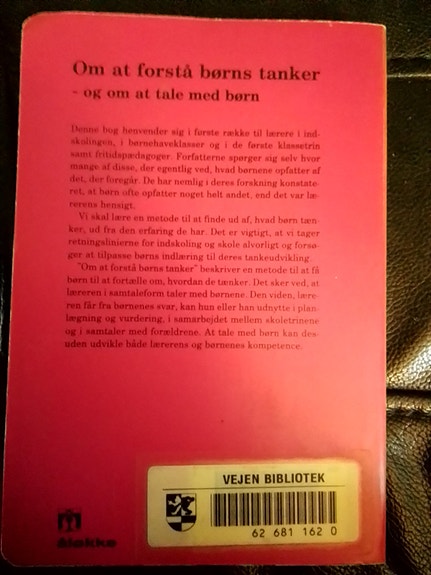 Om at forstå børns tanker
- og om at tale med børn
Denne bog henvender sig i første række til lærere i ind-
skolingen, i børnehaveklasser og i de første klassetrin
samt fritidspædagoger. Forfatterne spørger sig selv hvor
mange af disse, der egentlig ved, hvad børnene opfatter af
det, der foregår. De har nemlig i deres forskning konstate-
ret, at børn ofte opfatter noget helt andet, end det var læ-
rerens hensigt.
Vi skal lære en metode til at finde ud af, hvad børn tæn-
ker, ud fra den erfaring de har. Det er vigtigt, at vi tager
retningslinierne for indskoling og skole alvorligt og forsø-
ger at tilpasse børns indlæring til deres tankeudvikling.
"Om at forstå børns tanker" beskriver en metode til at få
børn til at fortælle om, hvordan de tænker. Det sker ved, at
læreren i samtaleform taler med børnene. Den viden, lære-
ren får fra børnenes svar, kan hun eller han udnytte i plan-
lægning og vurdering, i samarbejdet mellem skoletrinene
og i samtaler med forældrene. At tale med børn kan des-
uden udvikle både lærerens og børnenes kompetence.
VEJEN BIBLIOTEK
62 681 162 0
Munksgaard